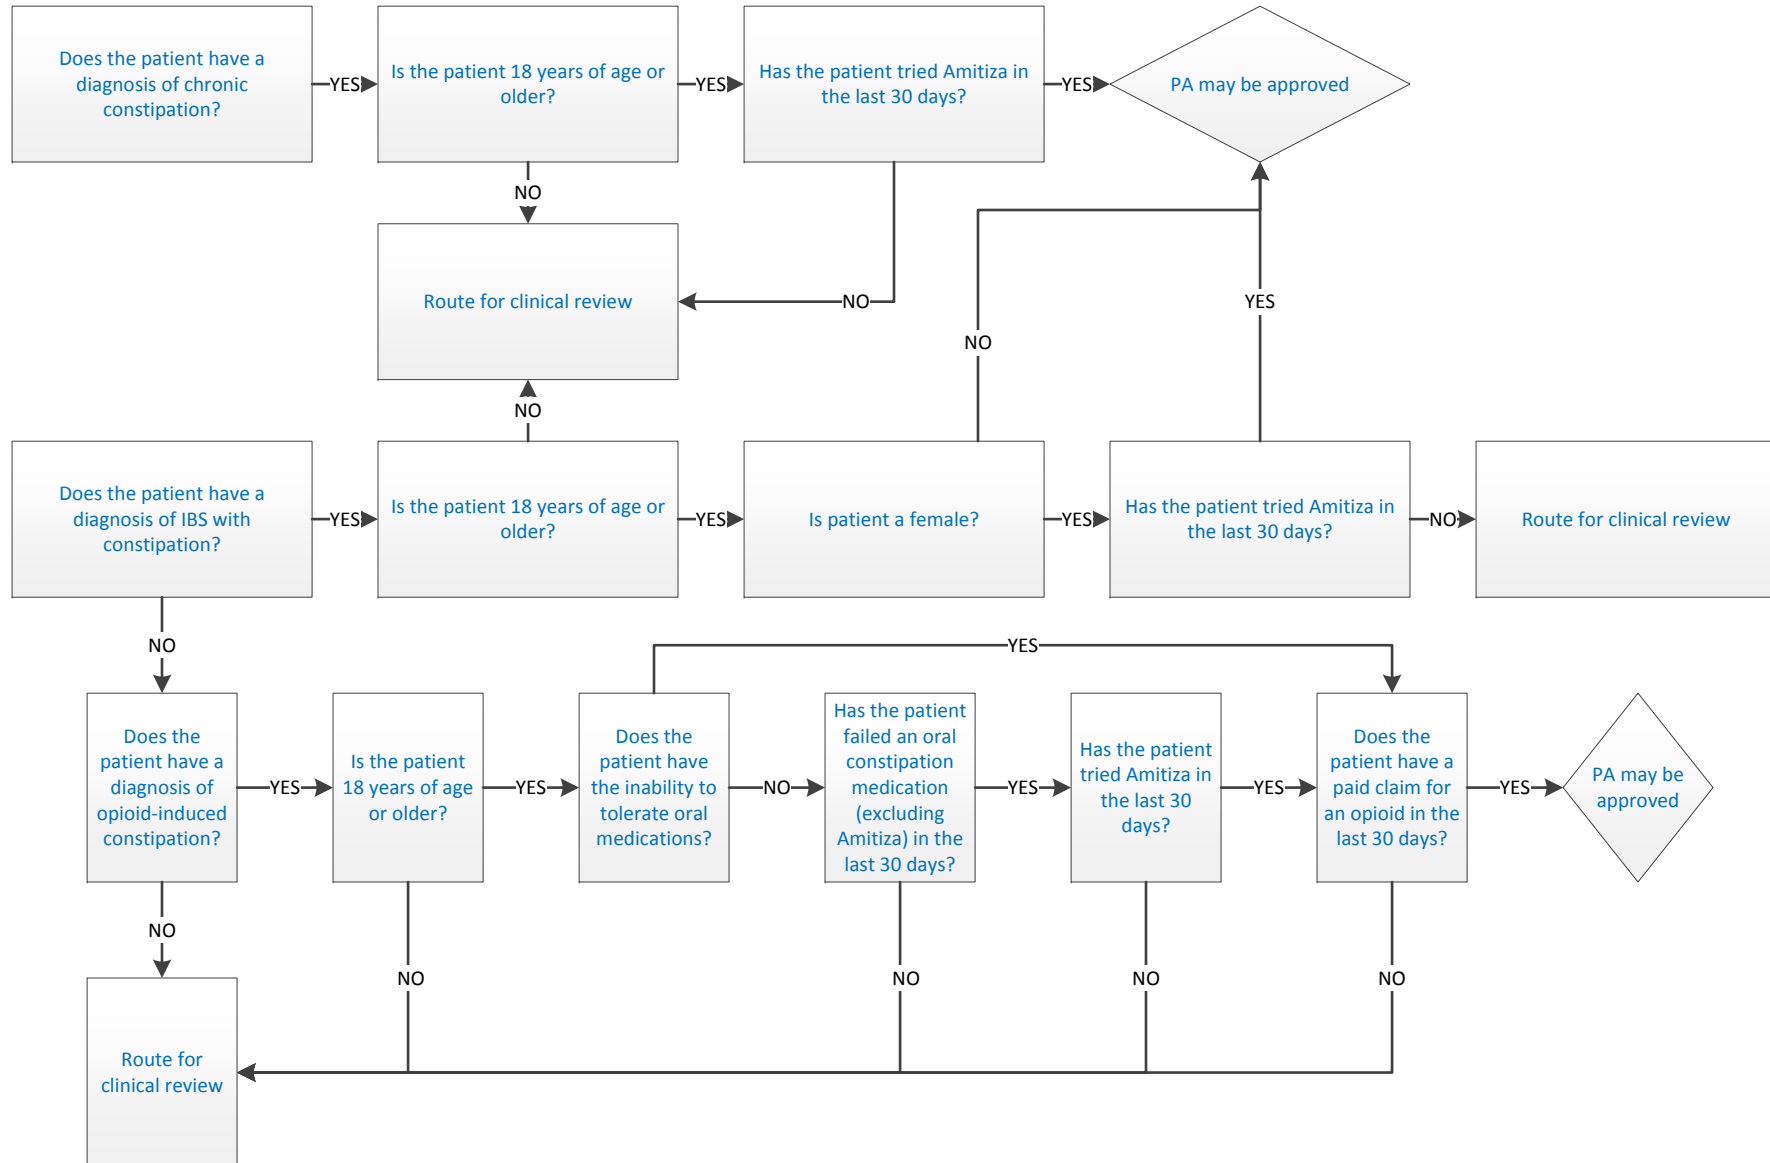 Does the patient have a
diagnosis of chronic
constipation?
YES
Is the patient 18 years of age or
older?
YES
Has the patient tried Amitiza in
the last 30 days?
YES
PA may be approved
NO
NO
Route for clinical review
NO
YES
NO
Does the patient have a
diagnosis of IBS with
constipation?
YES
Is the patient 18 years of age or
older?
YES
Is patient a female?
YES
Has the patient tried Amitiza in
the last 30 days?
NO
Route for clinical review
NO
YES
Does the
patient have a
diagnosis of
opioid-induced
constipation?
YES
Is the patient
18 years of age
or older?
YES
Does the
patient have
the inability to
tolerate oral
medications?
NO
Has the patient
failed an oral
constipation
medication
(excluding
Amitiza) in the
last 30 days?
YES
Has the patient
tried Amitiza in
the last 30
days?
YES
Does the
patient have a
paid claim for
an opioid in the
last 30 days?
YES
PA may be
approved
NO
NO
NO
NO
NO
Route for
clinical review